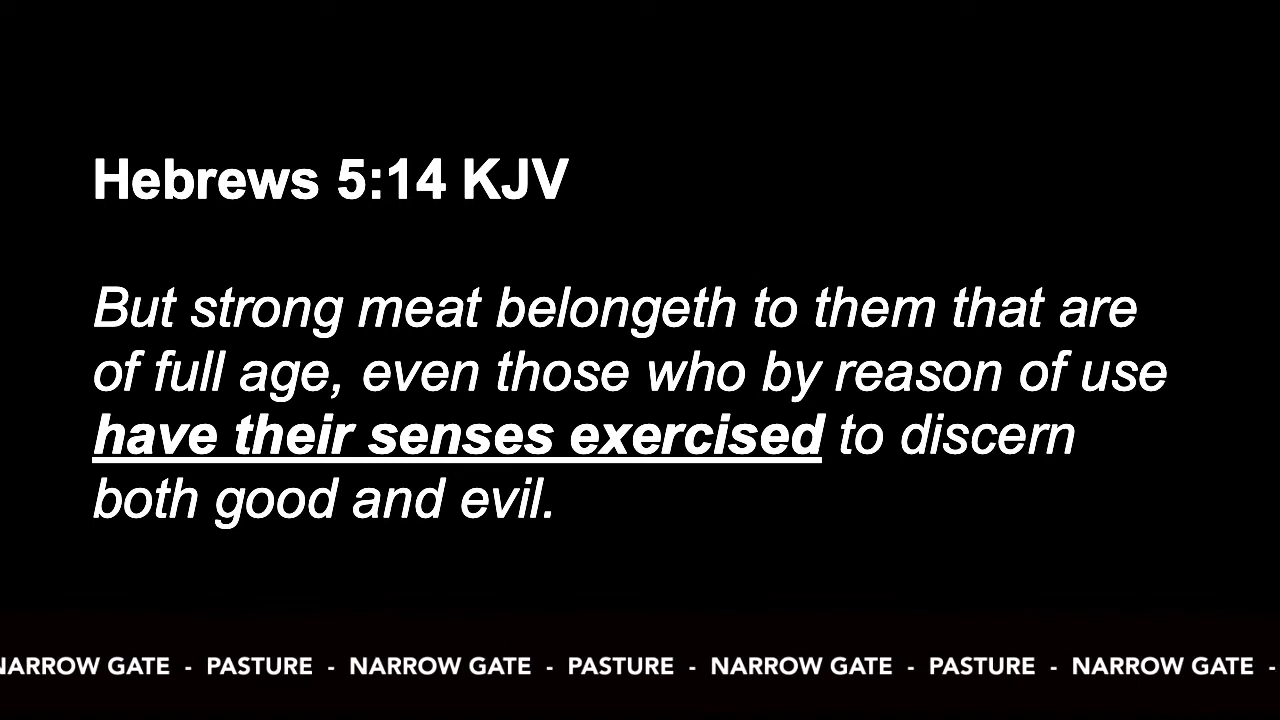 Hebrews 5:14 KJV
But strong meat belongeth to them that are
of full age, even those who by reason of use
have their senses exercised to discern
both good and evil.
NARROW GATE - PASTURE - NARROW GATE - PASTURE - NARROW GATE - PASTURE - NARROW GATE -